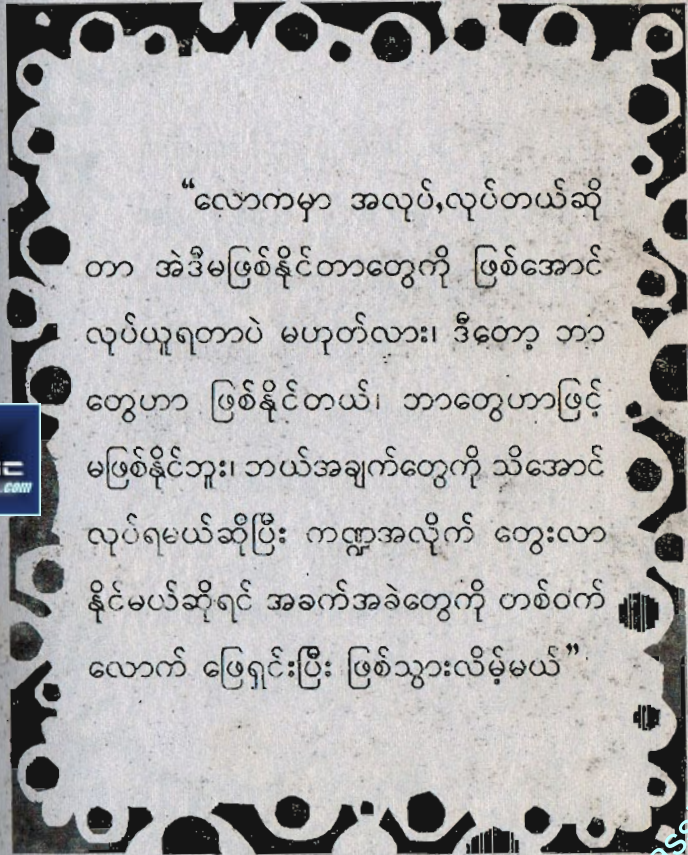 “လောကမှာ အလုပ်,လုပ်တယ်ဆို
တာ အဲဒီမဖြစ်နိုင်တာတွေကို ဖြစ်အောင်
လုပ်ယူရတာပဲ မဟုတ်လား၊ ဒီတော့ ဘာ
တွေဟာ ဖြစ်နိုင်တယ်၊ ဘာတွေဟာဖြင့်
မဖြစ်နိုင်ဘူး၊ ဘယ်အချက်တွေကို သိအောင်
လုပ်ရမယ်ဆိုပြီး ကဏ္ဍအလိုက် တွေးလာ
နိုင်မယ်ဆိုရင် အခက်အခဲတွေကို တစ်ဝက်
လောက် ဖြေရှင်းပြီး ဖြစ်သွားလိမ့်မယ်”
.com